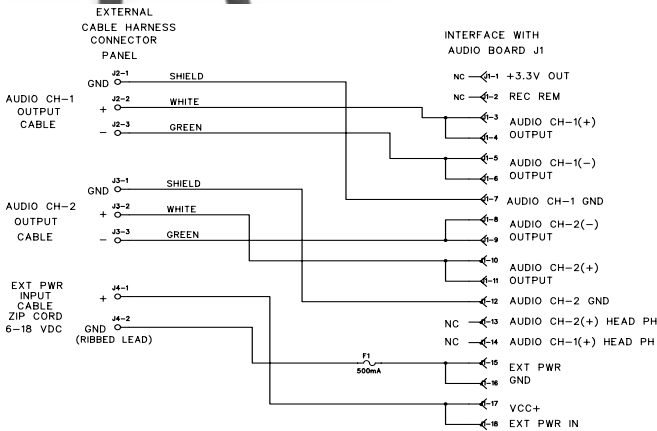 EXTERNAL
CABLE HARNESS
CONNECTOR
PANEL
INTERFACE WITH
AUDIO BOARD J1
AUDIO CH-1
OUTPUT
CABLE
GND J2-1 SHIELD
+ J2-2 WHITE
- J2-3 GREEN
AUDIO CH-2
OUTPUT
CABLE
GND J3-1 SHIELD
+ J3-2 WHITE
- J3-3 GREEN
EXT PWR
INPUT
CABLE
ZIP CORD
6-18 VDC
+ J4-1
GND J4-2
(RIBBED LEAD)
F1
500mA
NC J1-1 +3.3V OUT
NC J1-2 REC REM
J1-3
J1-4
AUDIO CH-1(+)
OUTPUT
J1-5
J1-6
AUDIO CH-1(-)
OUTPUT
J1-7 AUDIO CH-1 GND
J1-8
J1-9
AUDIO CH-2(-)
OUTPUT
J1-10
J1-11
AUDIO CH-2(+)
OUTPUT
J1-12 AUDIO CH-2 GND
NC J1-13 AUDIO CH-2(+) HEAD PH
NC J1-14 AUDIO CH-1(+) HEAD PH
J1-15
J1-16
EXT PWR
GND
J1-17
J1-18
VCC+
EXT PWR IN